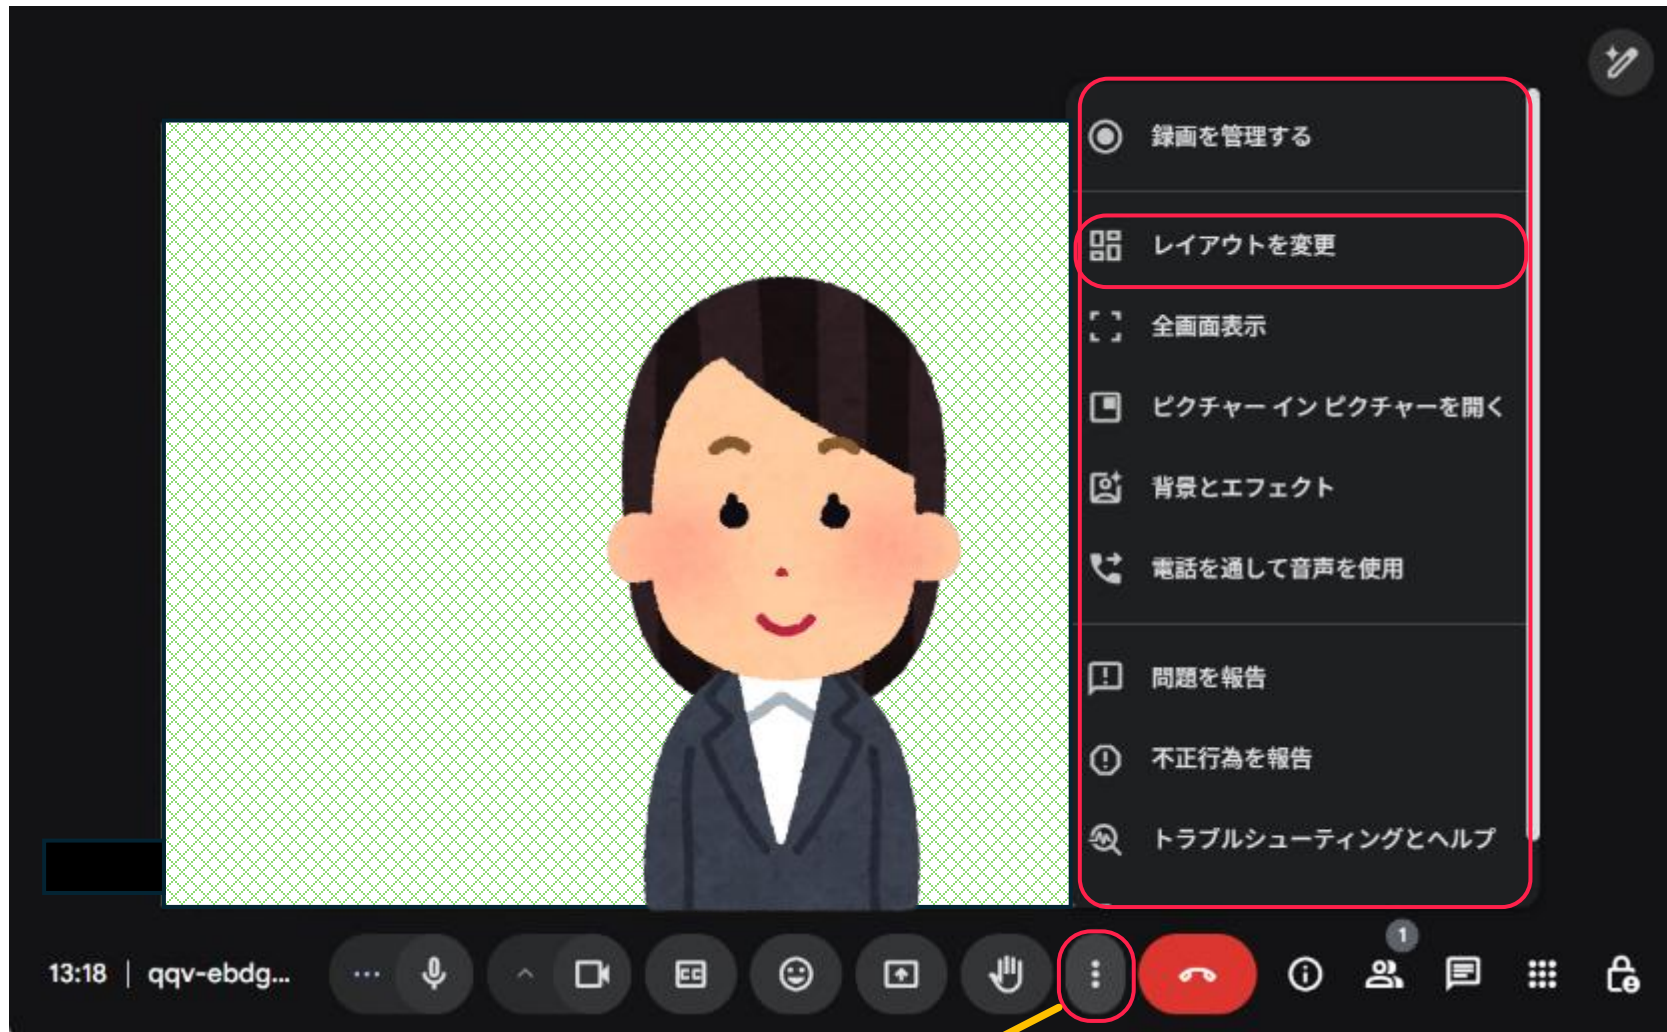 録画を管理する
レイアウトを変更
全画面表示
ピクチャー イン ピクチャーを開く
背景とエフェクト
電話を通して音声を使用
問題を報告
不正行為を報告
トラブルシューティングとヘルプ
13:18 | qqv-ebdg...
CC
1